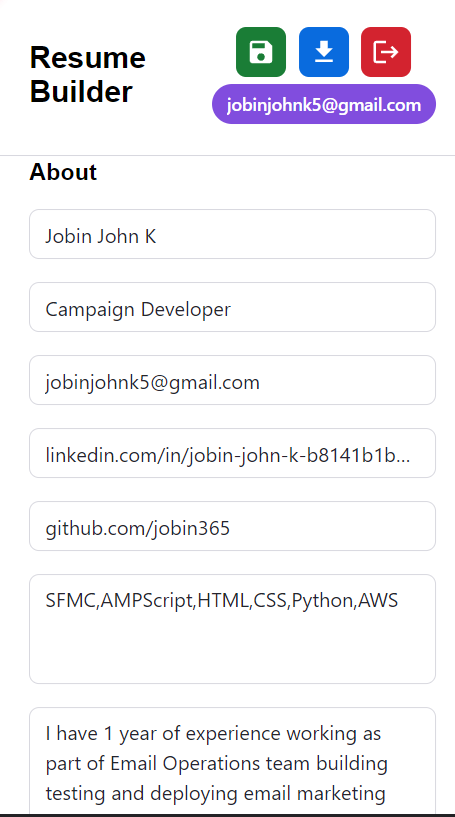 Resume
Builder
jobinjohnk5@gmail.com
About
Jobin John K
Campaign Developer
jobinjohnk5@gmail.com
linkedin.com/in/jobin-john-k-b8141b1b...
github.com/jobin365
SFMC,AMPScript,HTML,CSS,Python,AWS
I have 1 year of experience working as
part of Email Operations team building
testing and deploying email marketing